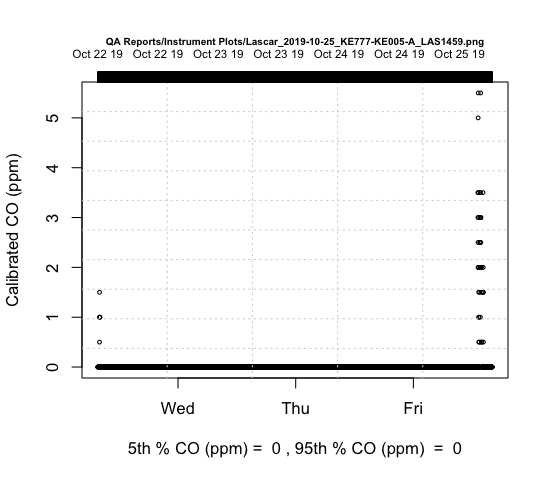 QA Reports/Instrument Plots/Lascar_2019-10-25_KE777-KE005-A_LAS1459.png
Oct 22 19 Oct 22 19 Oct 23 19 Oct 23 19 Oct 24 19 Oct 24 19 Oct 25 19
Calibrated CO (ppm)
5
4
3
2
1
0
Wed Thu Fri
5th % CO (ppm) = 0 , 95th % CO (ppm) = 0